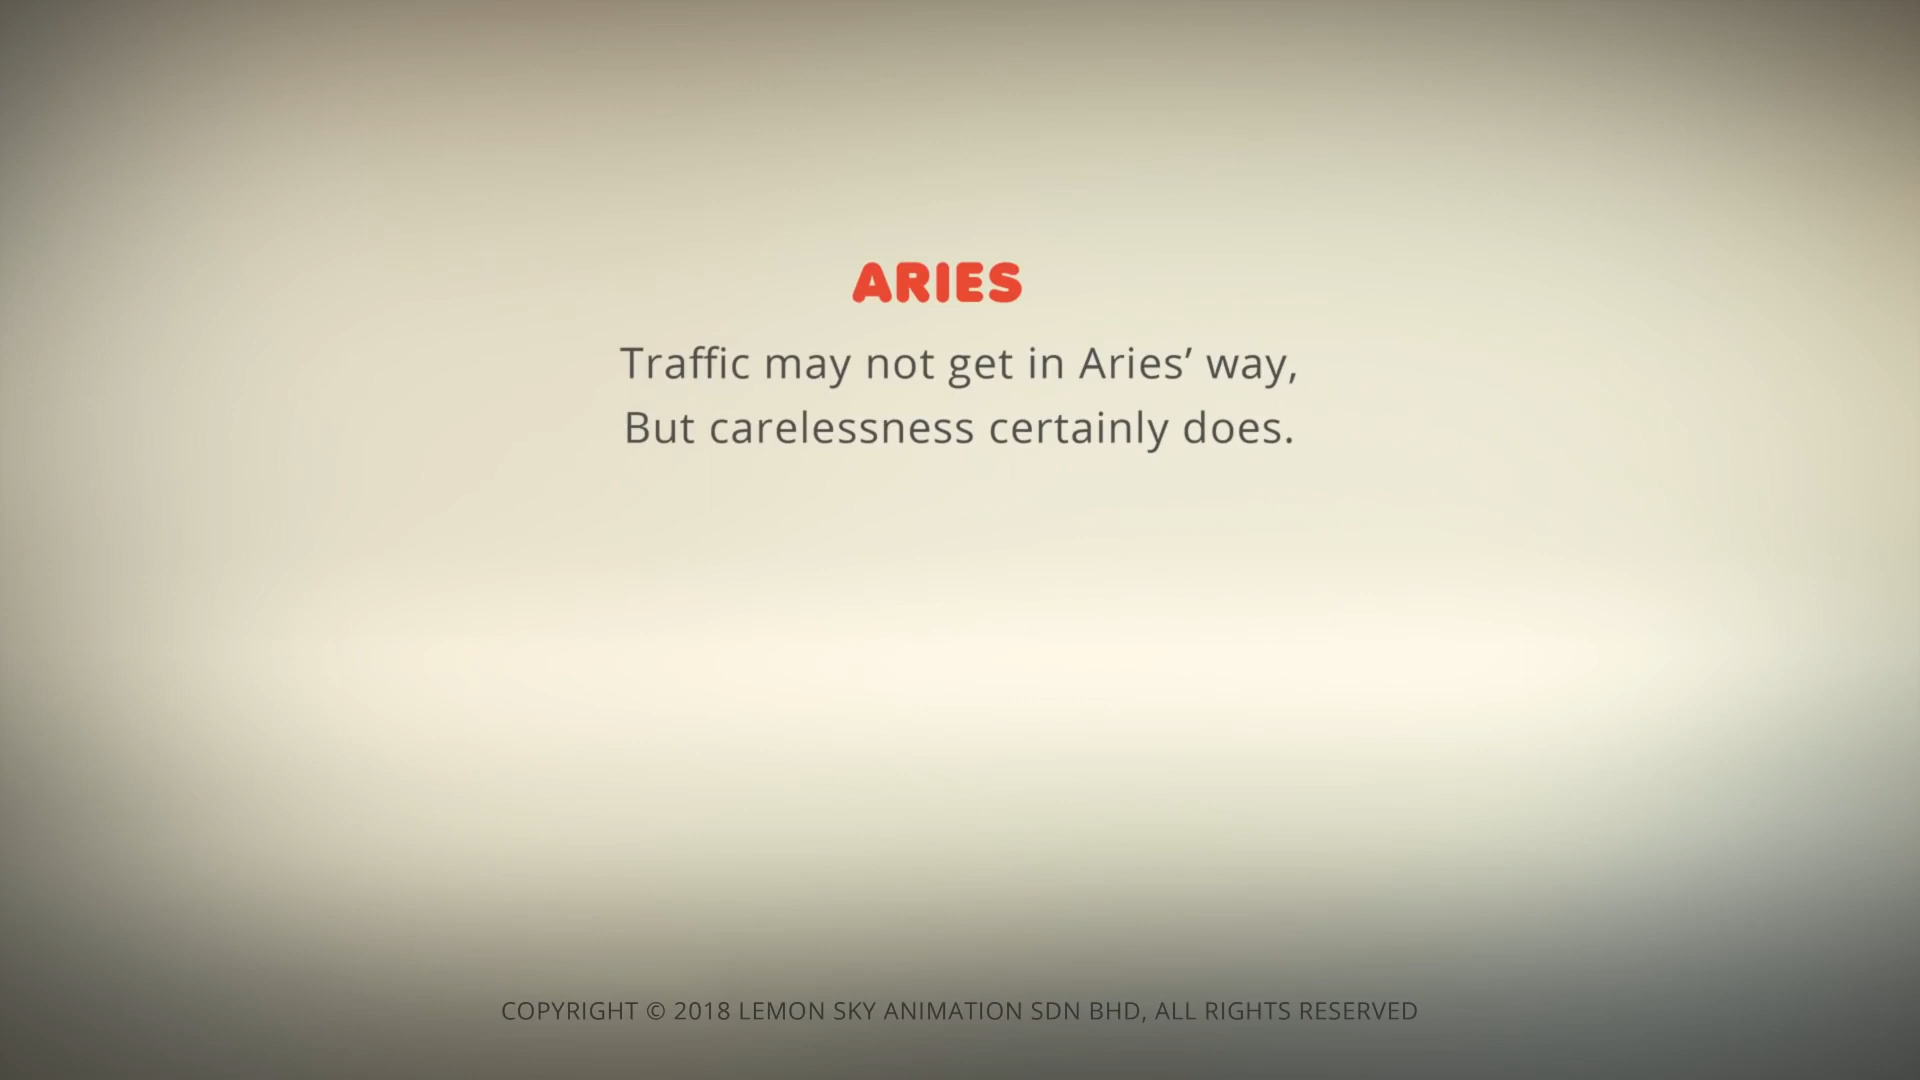 ARIES
Traffic may not get in Aries’ way,
But carelessness certainly does.
COPYRIGHT © 2018 LEMON SKY ANIMATION SDN BHD, ALL RIGHTS RESERVED